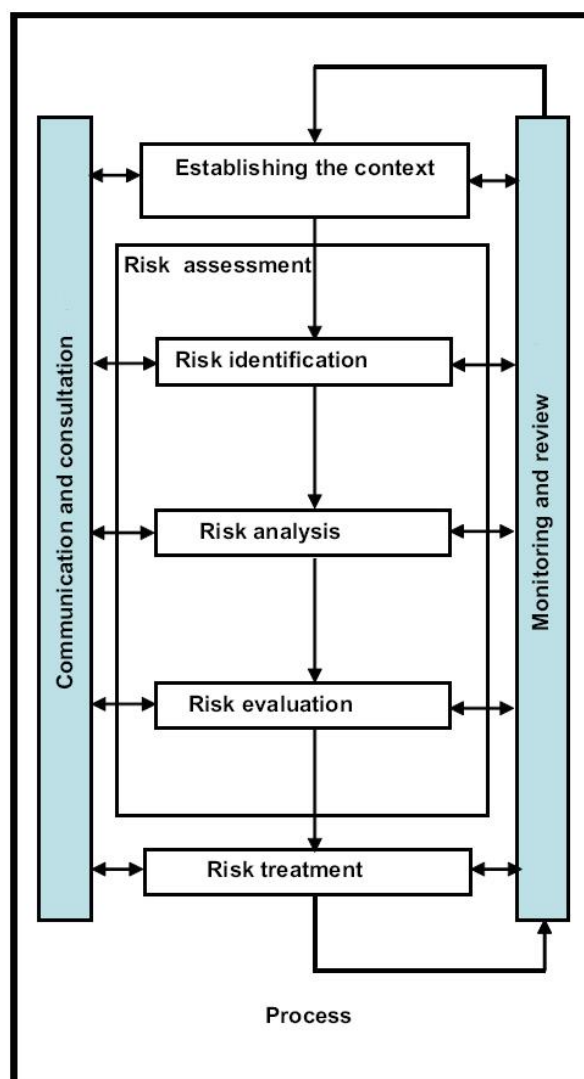 Establishing the context
Risk assessment
Risk identification
Risk analysis
Risk evaluation
Risk treatment
Communication and consultation
Monitoring and review
Process